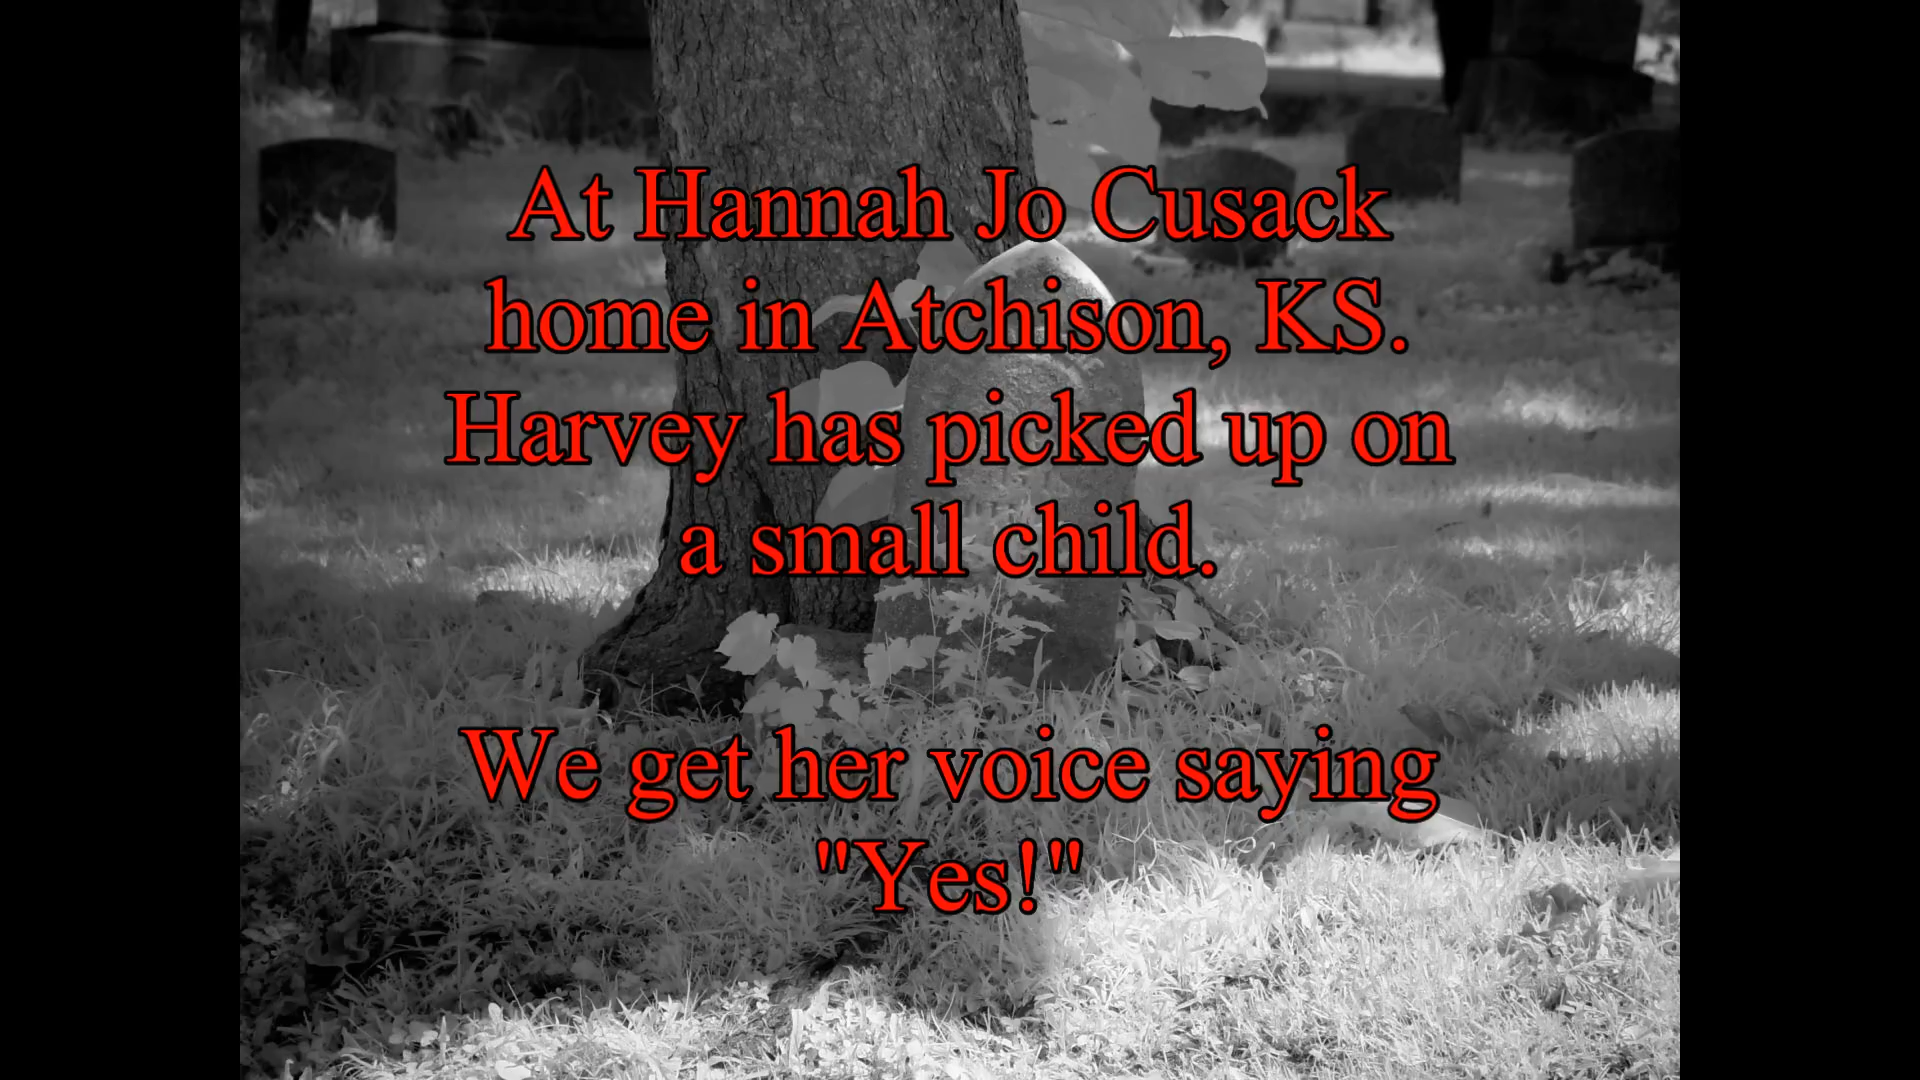 At Hannah Jo Cusack
home in Atchison, KS.
Harvey has picked up on
a small child.
We get her voice saying
"Yes!"